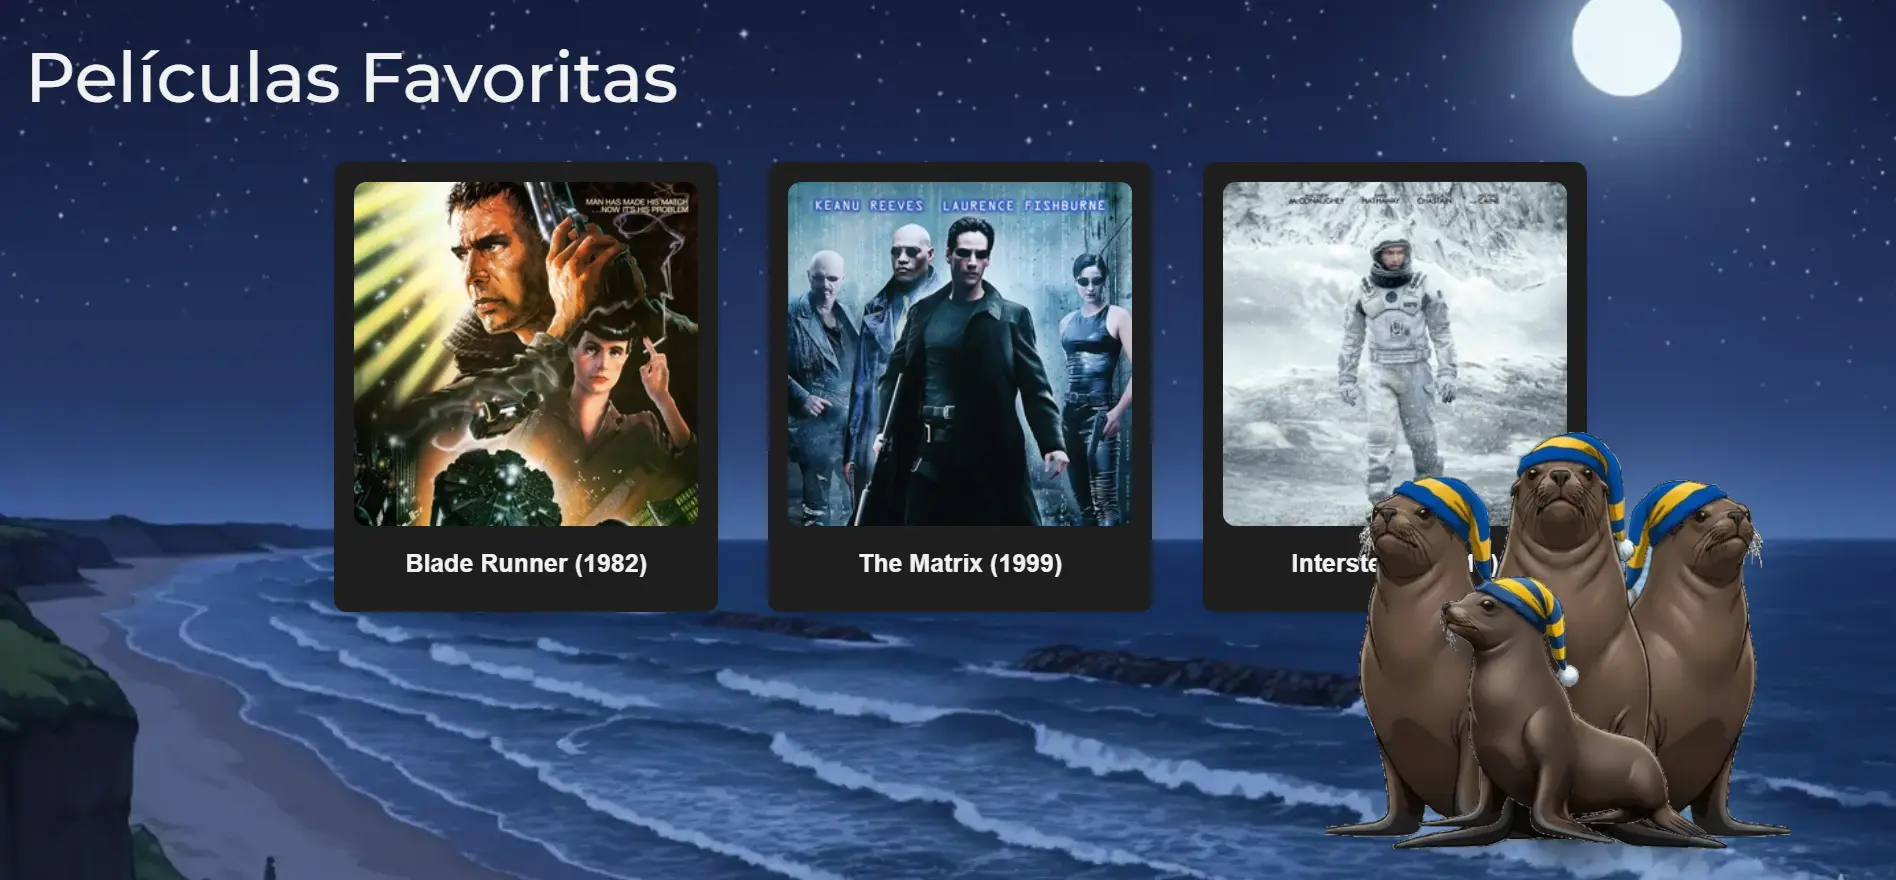 Películas Favoritas
MAN HAS MADE HIS MATCH
...NOW IT'S HIS PROBLEM
KEANU REEVES LAURENCE FISHBURNE
McCONAUGHEY HATHAWAY CHASTAIN CAINE
Blade Runner (1982)
The Matrix (1999)
Interste